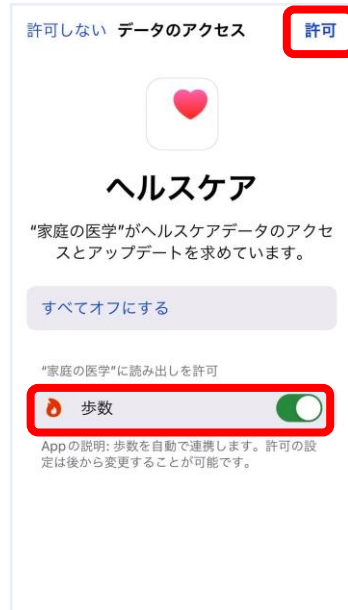 許可しない データのアクセス 許可
ヘルスケア
“家庭の医学”がヘルスケアデータのアクセ
スとアップデートを求めています。
すべてオフにする
“家庭の医学”に読み出しを許可
歩数
Appの説明: 歩数を自動で連携します。許可の設
定は後から変更することが可能です。